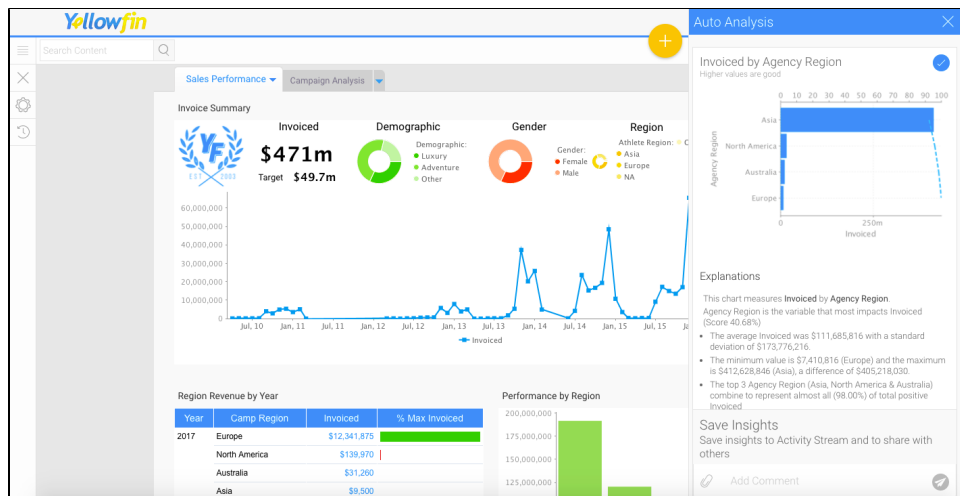 Yellowfin
Search Content
Sales Performance
Campaign Analysis
Invoice Summary
YF
EST 2003
Invoiced
$471m
Target $49.7m
Demographic
Demographic:
Luxury
Adventure
Other
Gender
Gender:
Female
Male
Region
Athlete Region:
Asia
Europe
NA
60,000,000
50,000,000
40,000,000
30,000,000
20,000,000
10,000,000
0
Jul, 10
Jan, 11
Jul, 11
Jan, 12
Jul, 12
Jan, 13
Jul, 13
Jan, 14
Jul, 14
Jan, 15
Jul, 15
Invoiced
Region Revenue by Year
Year Camp Region Invoiced % Max Invoiced
2017 Europe $12,341,875
North America $139,970
Australia $31,260
Asia $9,500
Performance by Region
200,000,000
175,000,000
150,000,000
125,000,000
Auto Analysis
Invoiced by Agency Region
Higher values are good
0 10 20 30 40 50 60 70 80 90 100
Agency Region
Asia
North America
Australia
Europe
0
250m
Invoiced
Explanations
This chart measures Invoiced by Agency Region.
Agency Region is the variable that most impacts Invoiced
(Score 40.68%)
The average Invoiced was $111,685,816 with a standard
deviation of $173,776,216.
The minimum value is $7,410,816 (Europe) and the maximum
is $412,628,846 (Asia), a difference of $405,218,030.
The top 3 Agency Region (Asia, North America & Australia)
combine to represent almost all (98.00%) of total positive
Invoiced
Save Insights
Save insights to Activity Stream and to share with
others
Add Comment